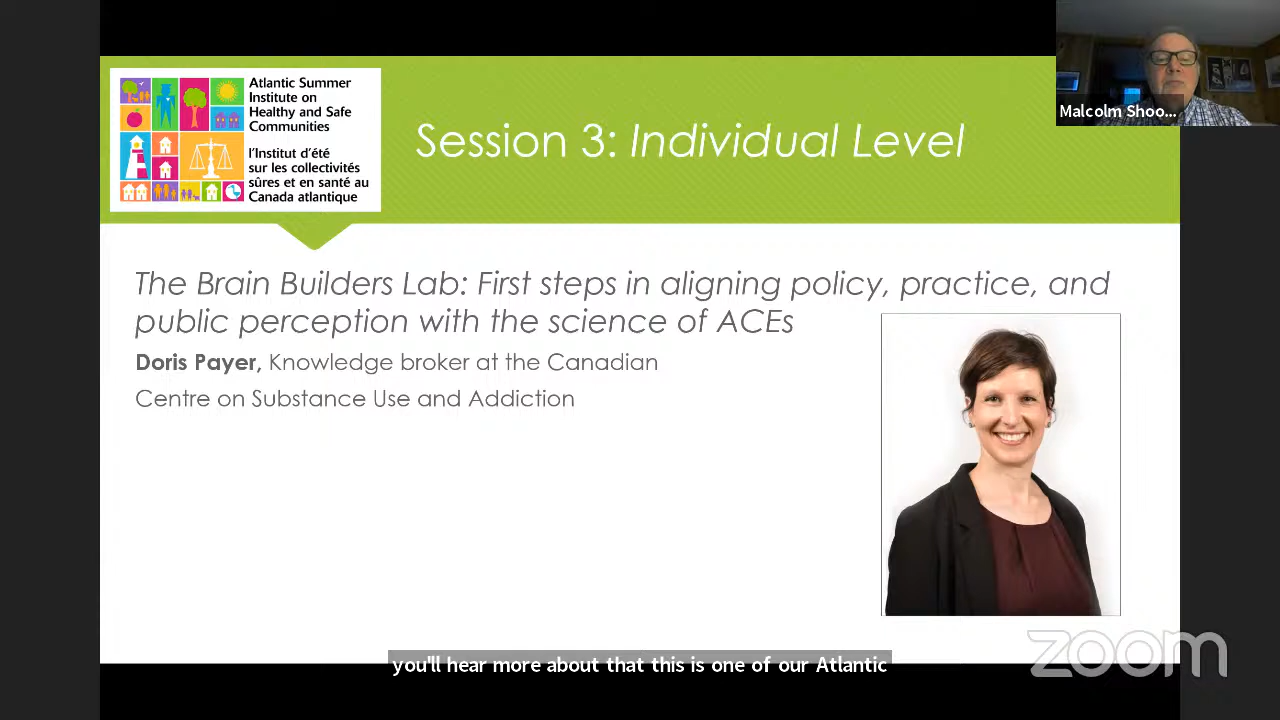 Atlantic Summer
Institute on
Healthy and Safe
Communities
l'Institut d'été
sur les collectivités
sûres et en santé au
Canada atlantique
Session 3: Individual Level
Malcolm Shoo...
The Brain Builders Lab: First steps in aligning policy, practice, and
public perception with the science of ACEs
Doris Payer, Knowledge broker at the Canadian
Centre on Substance Use and Addiction
zoom
you'll hear more about that this is one of our Atlantic